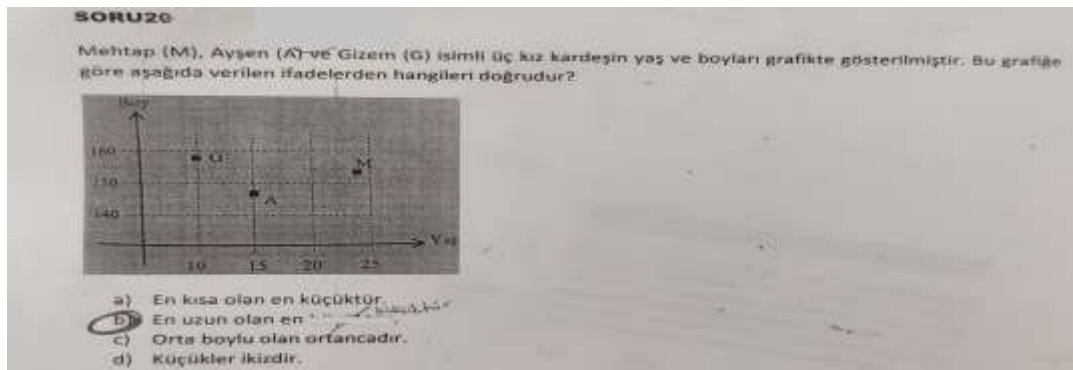 SORU20
Mehtap (M), Ayşen (A) ve Gizem (G) isimli üç kız kardeşin yaş ve boyları grafikte gösterilmiştir. Bu grafiğe
göre aşağıda verilen ifadelerden hangileri doğrudur?
Boy
160
G
M
150
A
140
Yaş
10 15 20 25
a) En kısa olan en küçüktür.
b) En uzun olan en küçüktür
c) Orta boylu olan ortancadır.
d) Küçükler ikizdir.